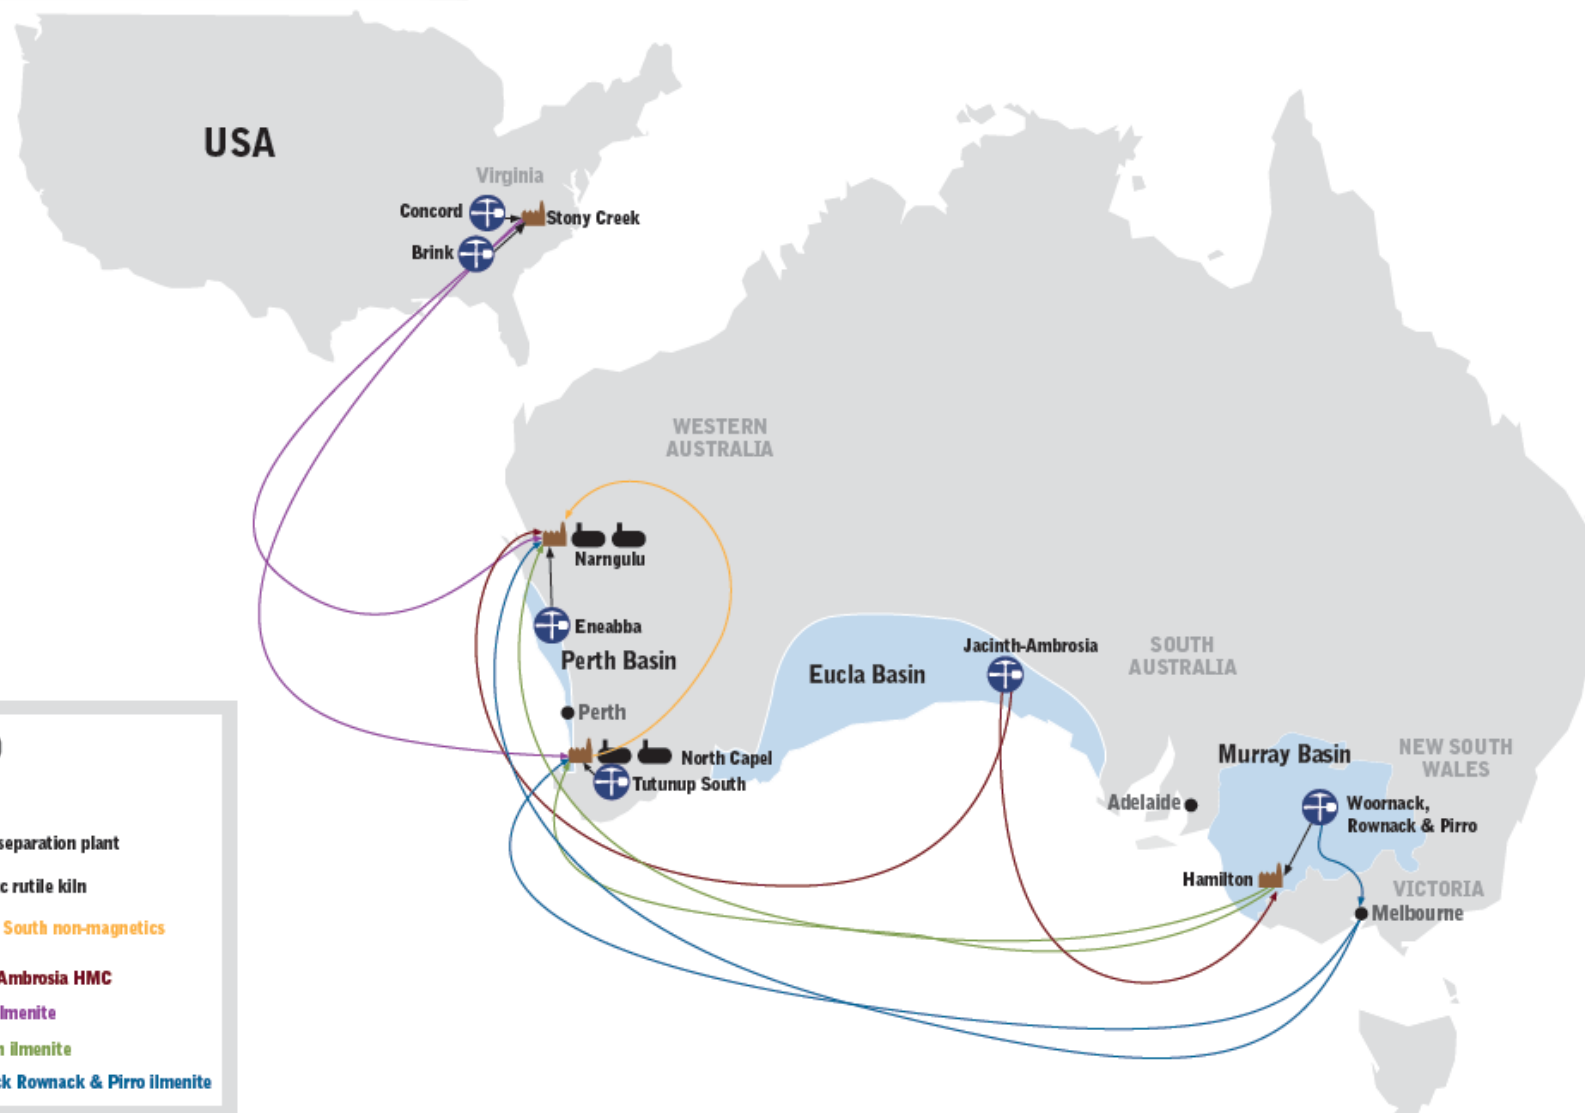 USA
Virginia
Concord
Stony Creek
Brink
WESTERN
AUSTRALIA
Narngulu
Eneabba
Perth Basin
Perth
North Capel
Tutunup South
Eucla Basin
Jacinth-Ambrosia
SOUTH
AUSTRALIA
Murray Basin
NEW SOUTH
WALES
Adelaide
Woornack,
Rownack & Pirro
Hamilton
VICTORIA
Melbourne
separation plant
c rutile kiln
South non-magnetics
Ambrosia HMC
lmenite
ilmenite
ck Rownack & Pirro ilmenite